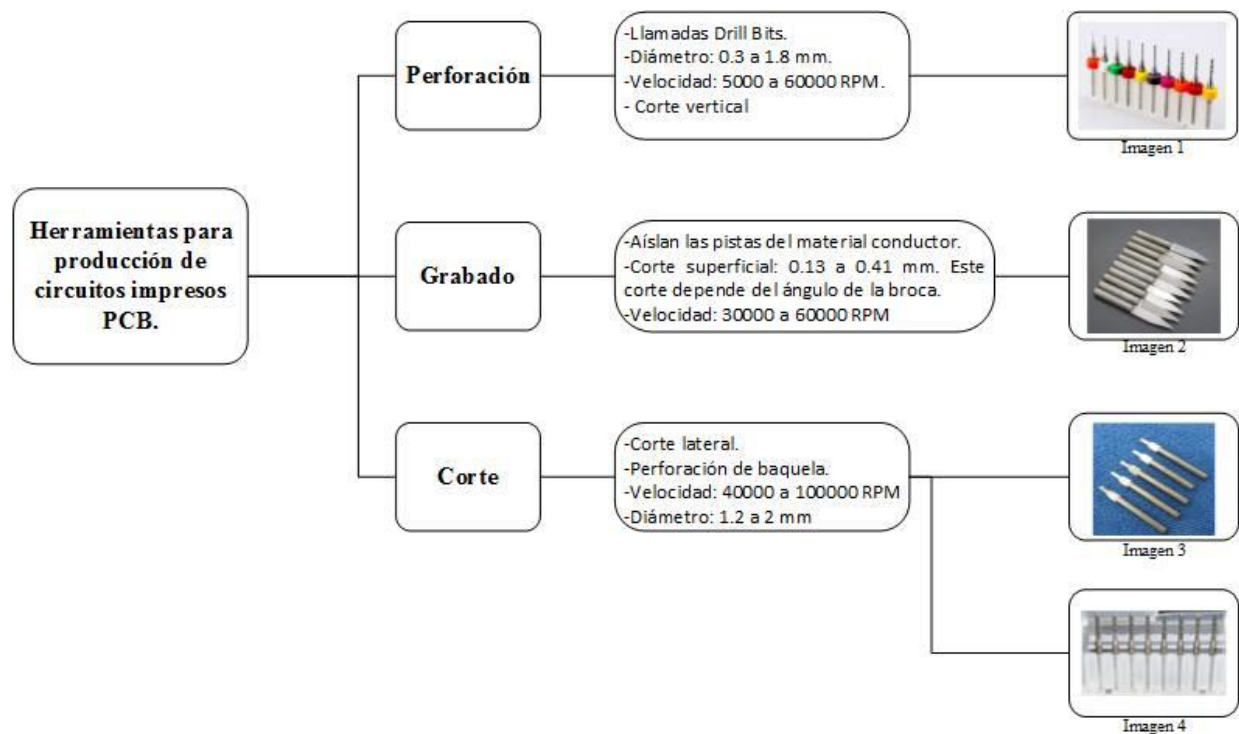 Herramientas para
producción de
circuitos impresos
PCB.
Perforación
-Llamadas Drill Bits.
-Diámetro: 0.3 a 1.8 mm.
-Velocidad: 5000 a 60000 RPM.
- Corte vertical
Imagen 1
Grabado
-Aíslan las pistas del material conductor.
-Corte superficial: 0.13 a 0.41 mm. Este
corte depende del ángulo de la broca.
-Velocidad: 30000 a 60000 RPM
Imagen 2
Corte
-Corte lateral.
-Perforación de baquela.
-Velocidad: 40000 a 100000 RPM
-Diámetro: 1.2 a 2 mm
Imagen 3
Imagen 4